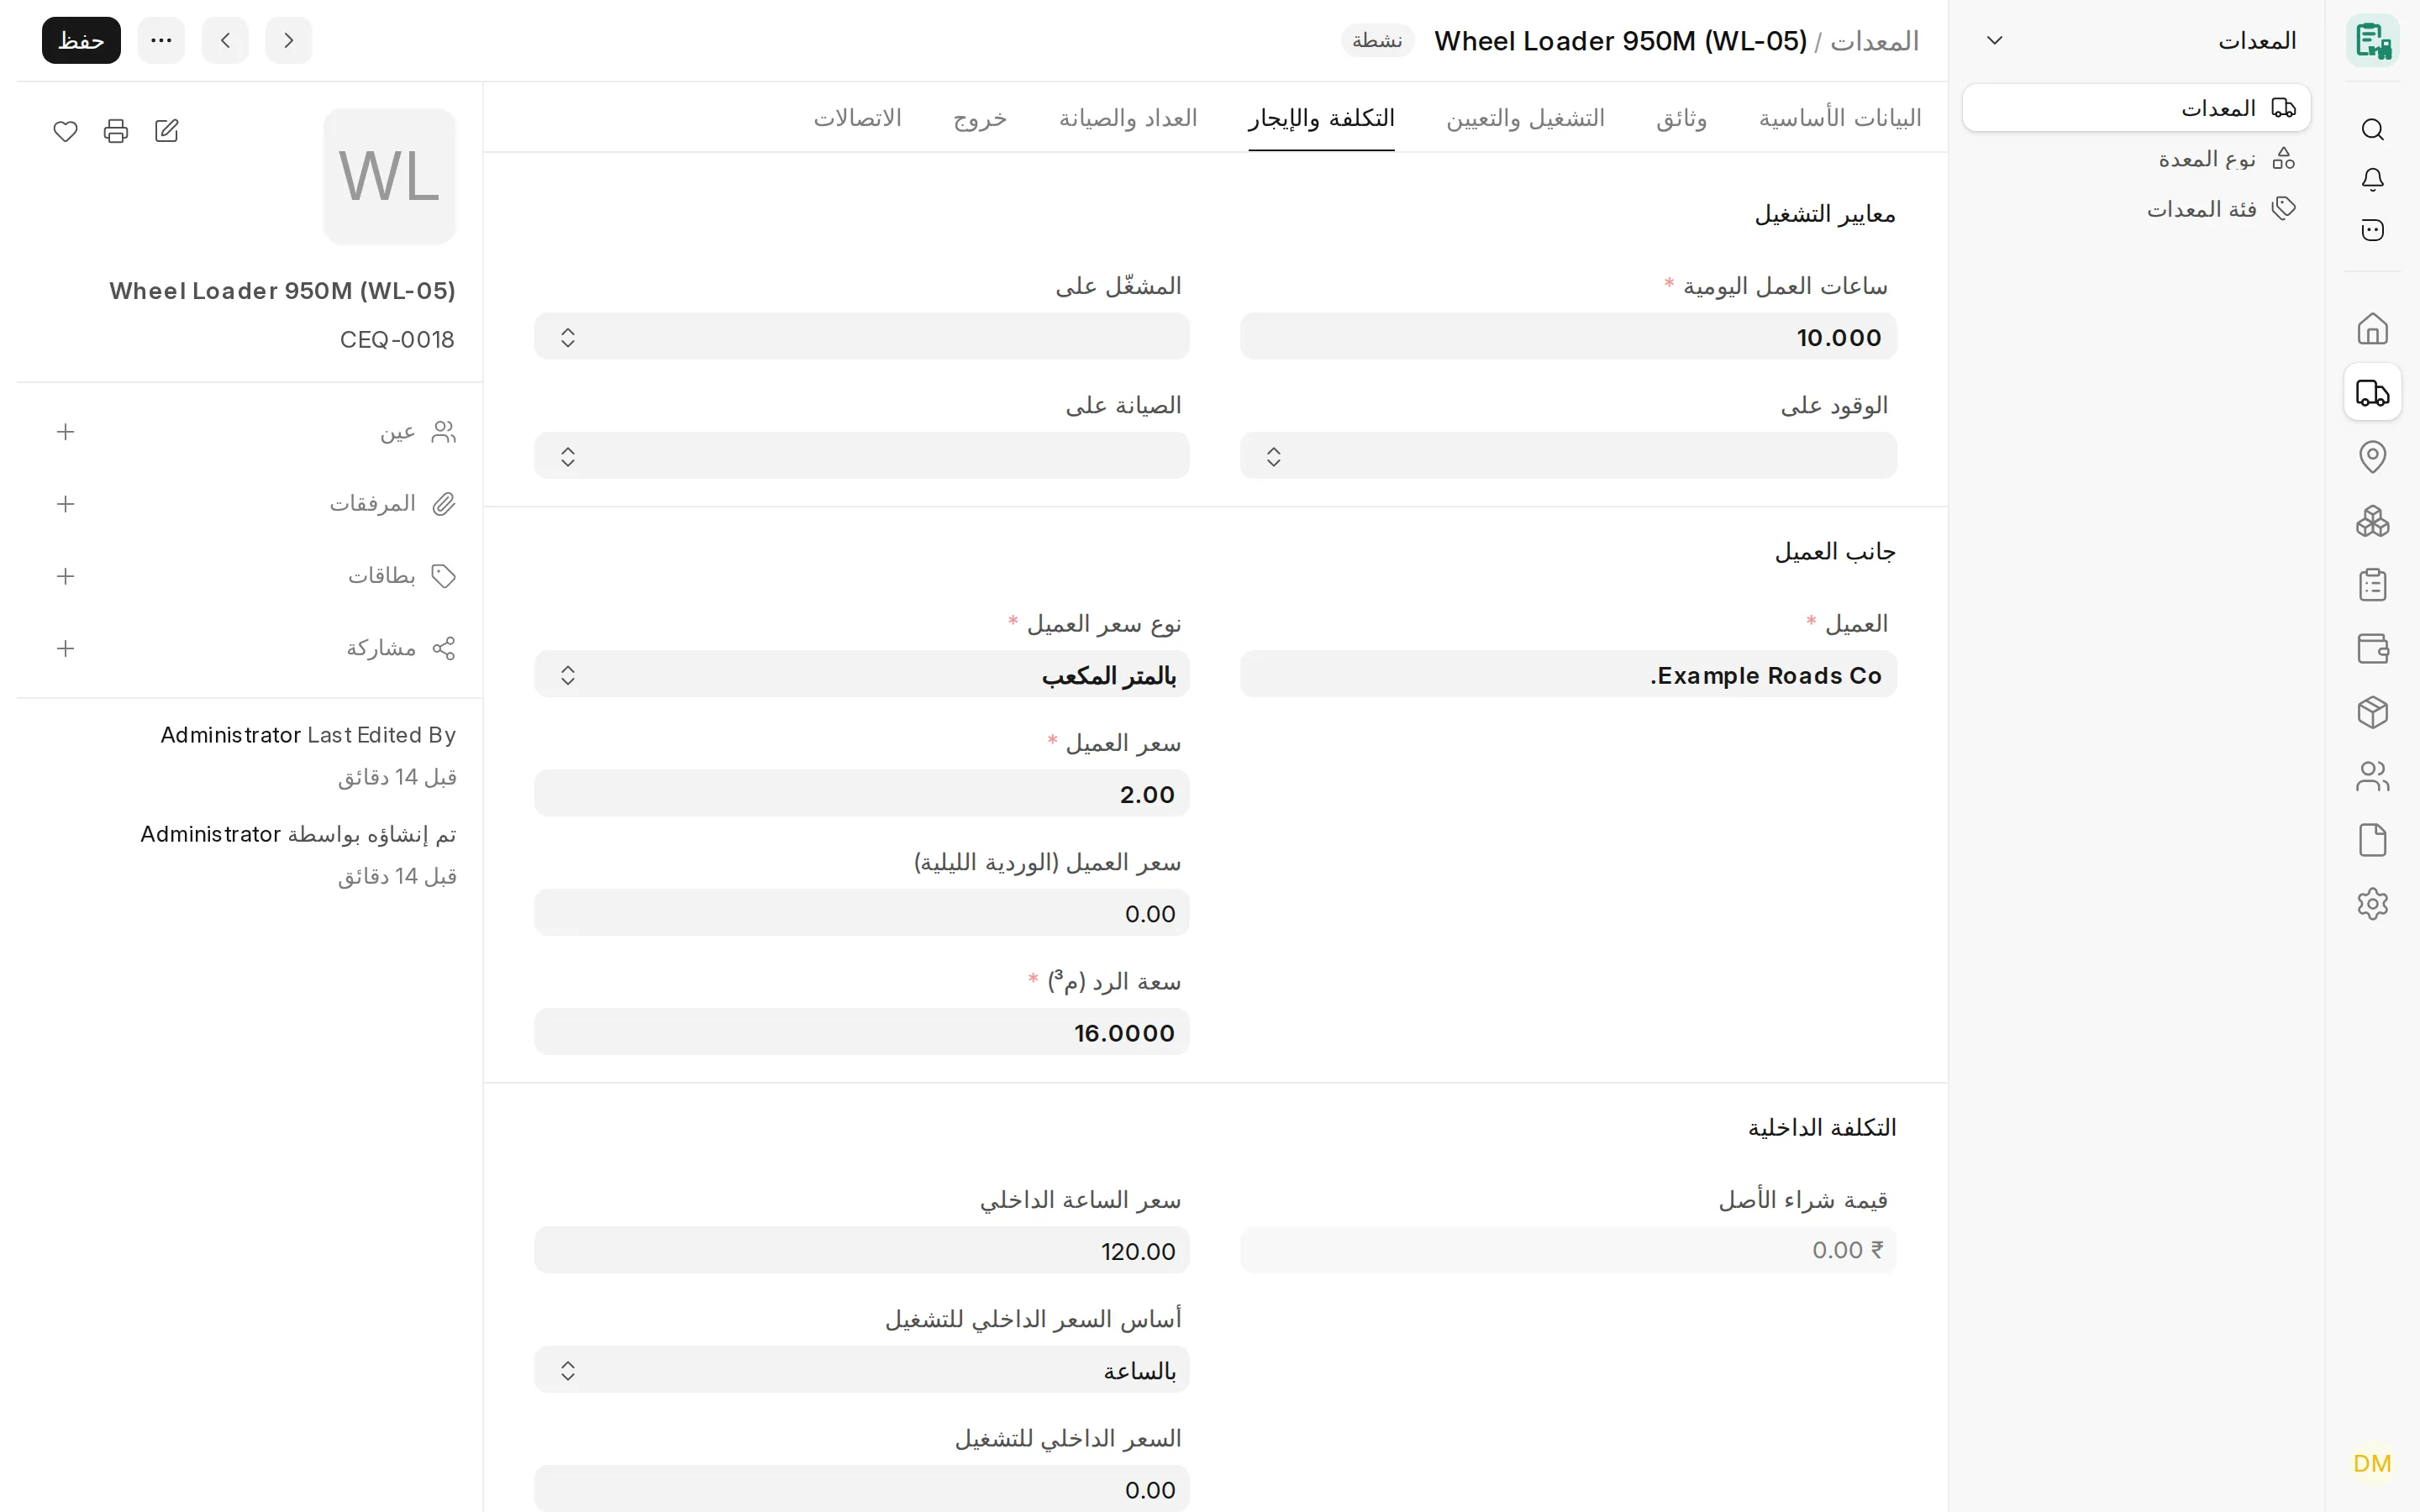 المعدات
المعدات
نوع المعدة
فئة المعدات
DM
المعدات / Wheel Loader 950M (WL-05) نشطة
حفظ
البيانات الأساسية
وثائق
التشغيل والتعيين
التكلفة والإيجار
العداد والصيانة
خروج
الاتصالات
معايير التشغيل
ساعات العمل اليومية *
10.000
المشغّل على
الوقود على
الصيانة على
جانب العميل
العميل *
Example Roads Co.
نوع سعر العميل *
بالمتر المكعب
سعر العميل *
2.00
سعر العميل (الوردية الليلية)
0.00
سعة الرد (م³) *
16.0000
التكلفة الداخلية
قيمة شراء الأصل
₹ 0.00
سعر الساعة الداخلي
120.00
أساس السعر الداخلي للتشغيل
بالساعة
السعر الداخلي للتشغيل
0.00
WL
Wheel Loader 950M (WL-05)
CEQ-0018
عين
المرفقات
بطاقات
مشاركة
Administrator Last Edited By
قبل 14 دقائق
تم إنشاؤه بواسطة Administrator
قبل 14 دقائق